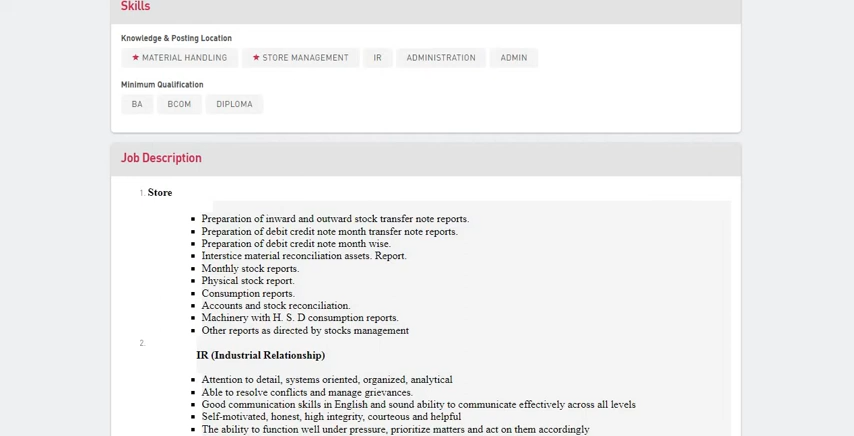 Skills
Knowledge & Posting Location
★ MATERIAL HANDLING ★ STORE MANAGEMENT IR ADMINISTRATION ADMIN
Minimum Qualification
BA BCOM DIPLOMA
Job Description
1. Store
▪ Preparation of inward and outward stock transfer note reports.
▪ Preparation of debit credit note month transfer note reports.
▪ Preparation of debit credit note month wise.
▪ Interstice material reconciliation assets. Report.
▪ Monthly stock reports.
▪ Physical stock report.
▪ Consumption reports.
▪ Accounts and stock reconciliation.
▪ Machinery with H. S. D consumption reports.
▪ Other reports as directed by stocks management
2.
IR (Industrial Relationship)
▪ Attention to detail, systems oriented, organized, analytical
▪ Able to resolve conflicts and manage grievances.
▪ Good communication skills in English and sound ability to communicate effectively across all levels
▪ Self-motivated, honest, high integrity, courteous and helpful
▪ The ability to function well under pressure, prioritize matters and act on them accordingly